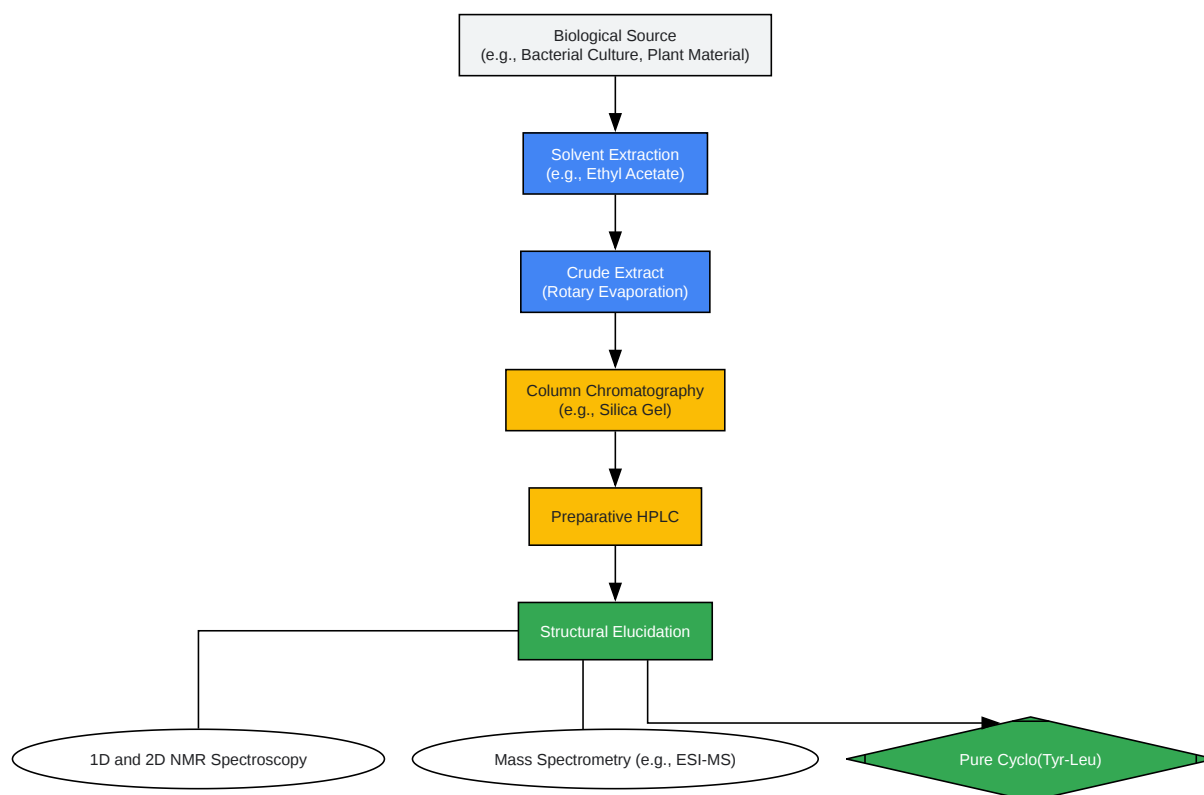 Biological Source
(e.g., Bacterial Culture, Plant Material)
Solvent Extraction
(e.g., Ethyl Acetate)
Crude Extract
(Rotary Evaporation)
Column Chromatography
(e.g., Silica Gel)
Preparative HPLC
Structural Elucidation
1D and 2D NMR Spectroscopy
Mass Spectrometry (e.g., ESI-MS)
Pure Cyclo(Tyr-Leu)